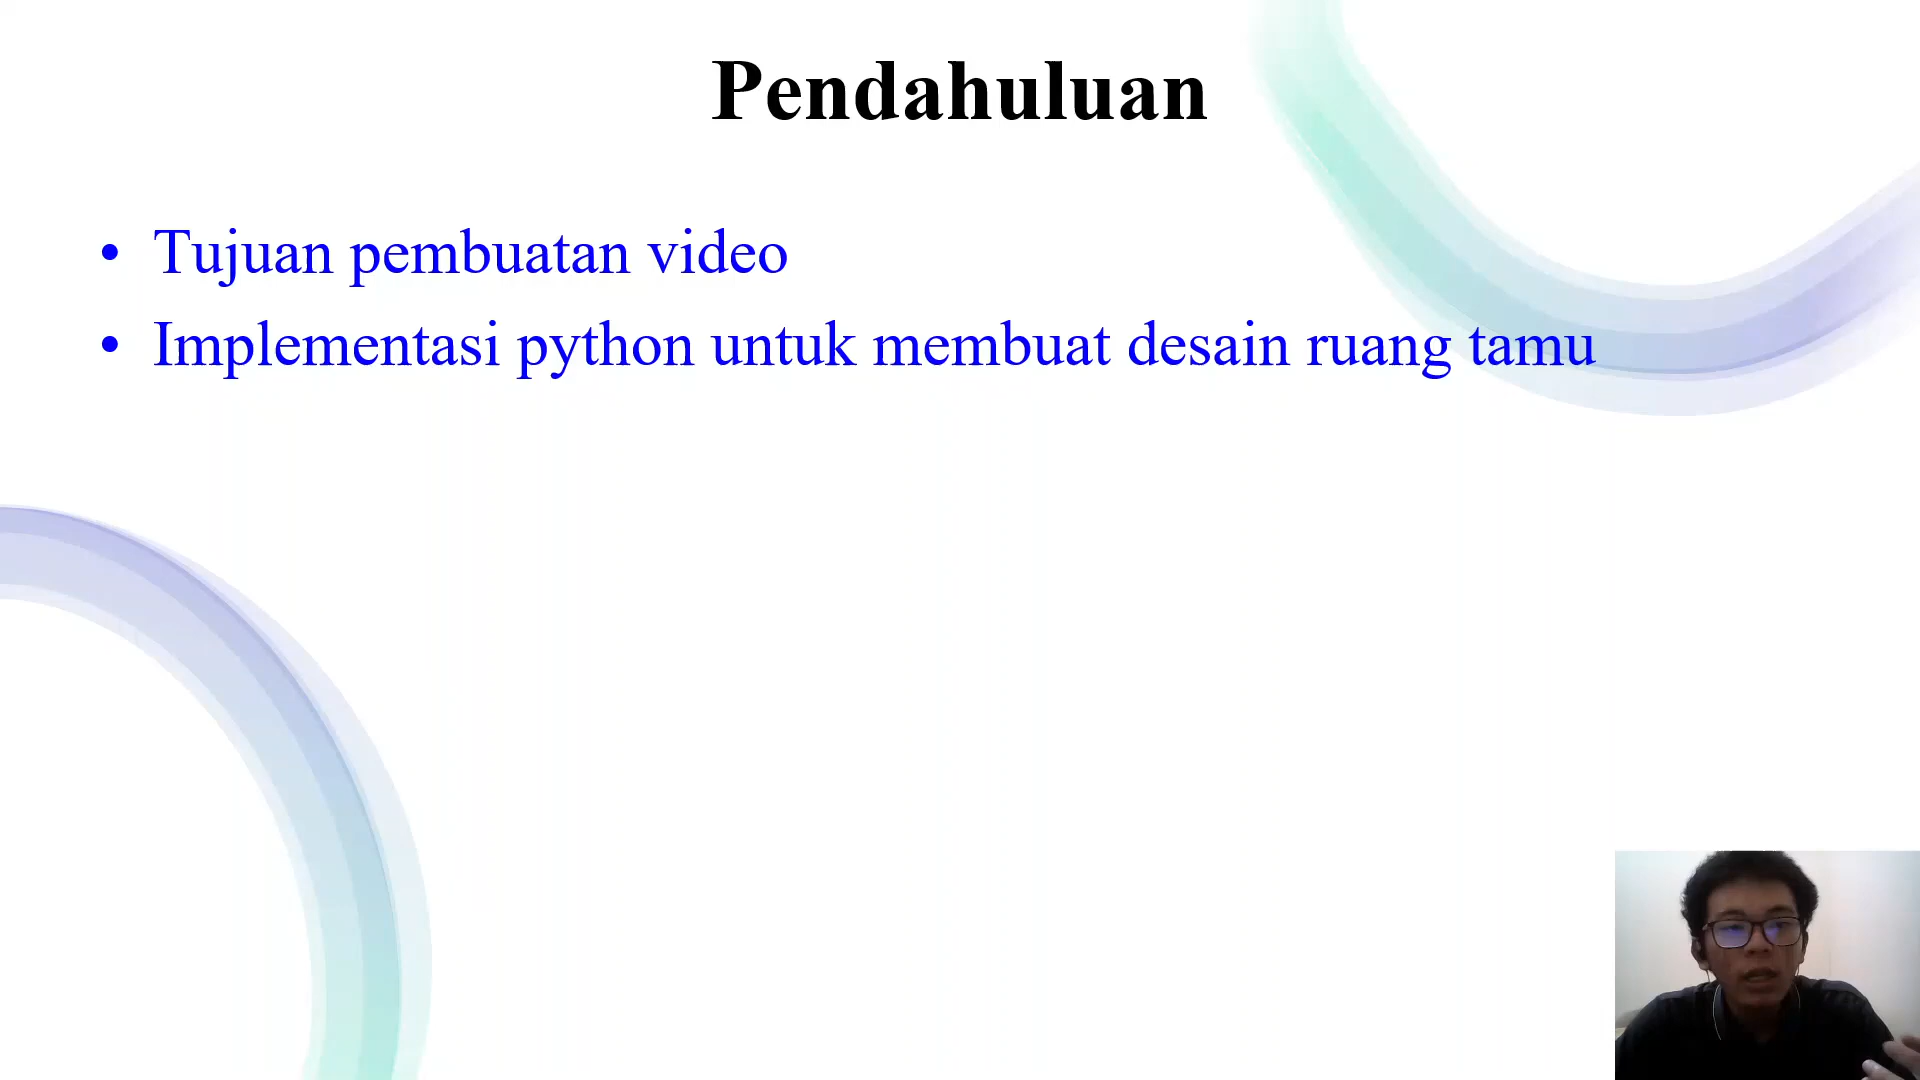 Pendahuluan
• Tujuan pembuatan video
• Implementasi python untuk membuat desain ruang tamu